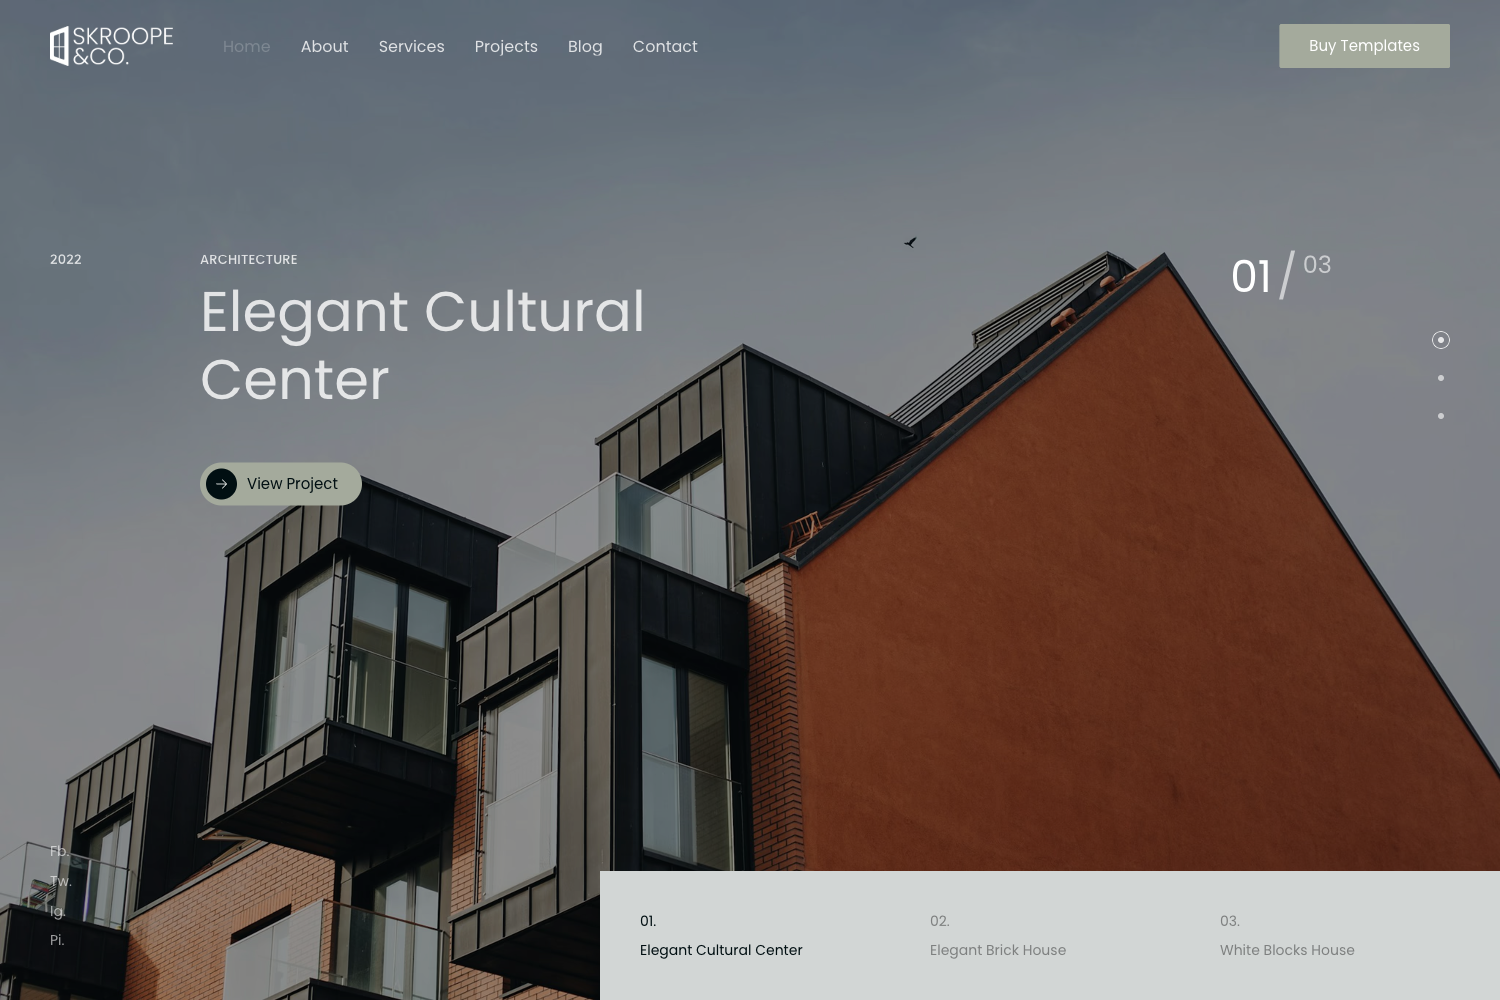 SKROOPE
&CO.
Home
About
Services
Projects
Blog
Contact
Buy Templates
2022
ARCHITECTURE
Elegant Cultural
Center
View Project
01 / 03
Fb.
Tw.
Ig.
Pi.
01.
Elegant Cultural Center
02.
Elegant Brick House
03.
White Blocks House